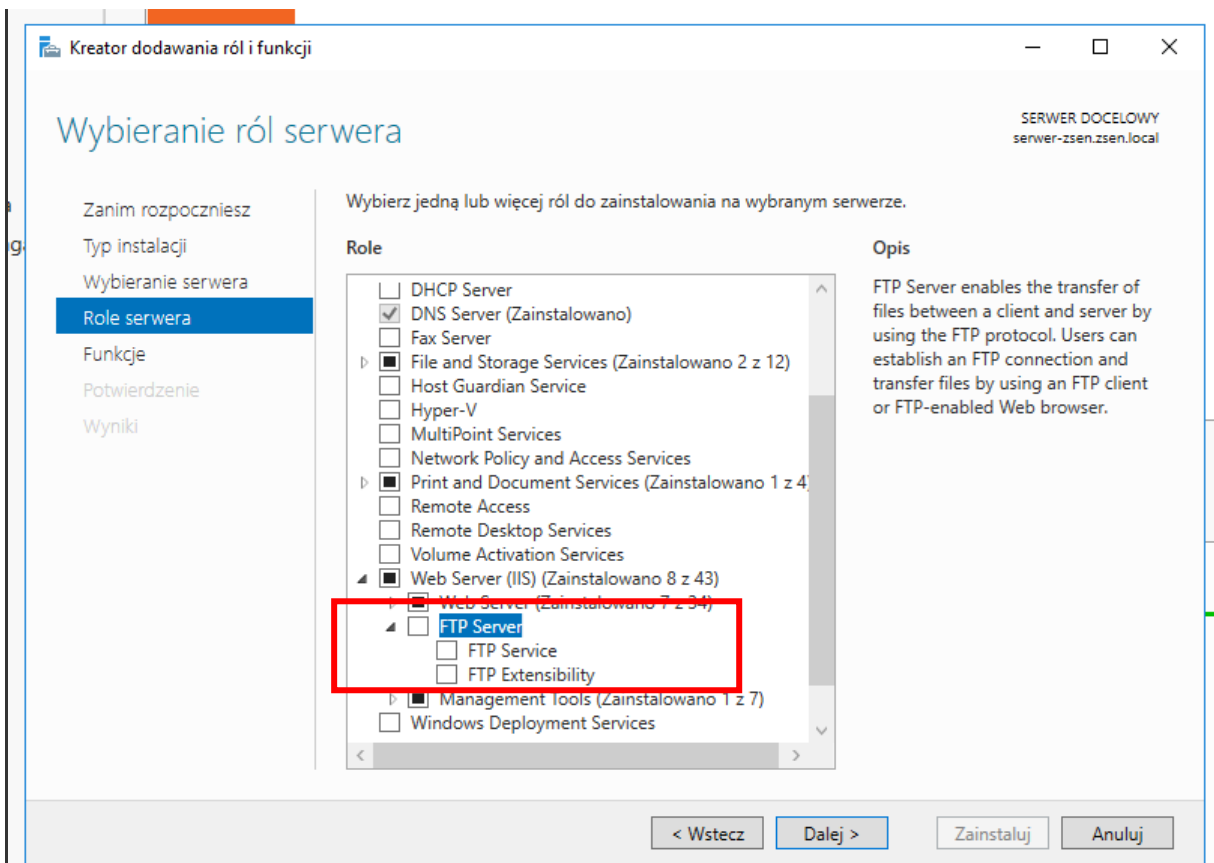 Kreator dodawania ról i funkcji
Wybieranie ról serwera
SERWER DOCELOWY
serwer-zsen.zsen.local
Zanim rozpoczniesz
Typ instalacji
Wybieranie serwera
Role serwera
Funkcje
Potwierdzenie
Wyniki
Wybierz jedną lub więcej ról do zainstalowania na wybranym serwerze.
Role
DHCP Server
DNS Server (Zainstalowano)
Fax Server
File and Storage Services (Zainstalowano 2 z 12)
Host Guardian Service
Hyper-V
MultiPoint Services
Network Policy and Access Services
Print and Document Services (Zainstalowano 1 z 4)
Remote Access
Remote Desktop Services
Volume Activation Services
Web Server (IIS) (Zainstalowano 8 z 43)
Web Server (Zainstalowano 7 z 34)
FTP Server
FTP Service
FTP Extensibility
Management Tools (Zainstalowano 1 z 7)
Windows Deployment Services
Opis
FTP Server enables the transfer of
files between a client and server by
using the FTP protocol. Users can
establish an FTP connection and
transfer files by using an FTP client
or FTP-enabled Web browser.
< Wstecz
Dalej >
Zainstaluj
Anuluj